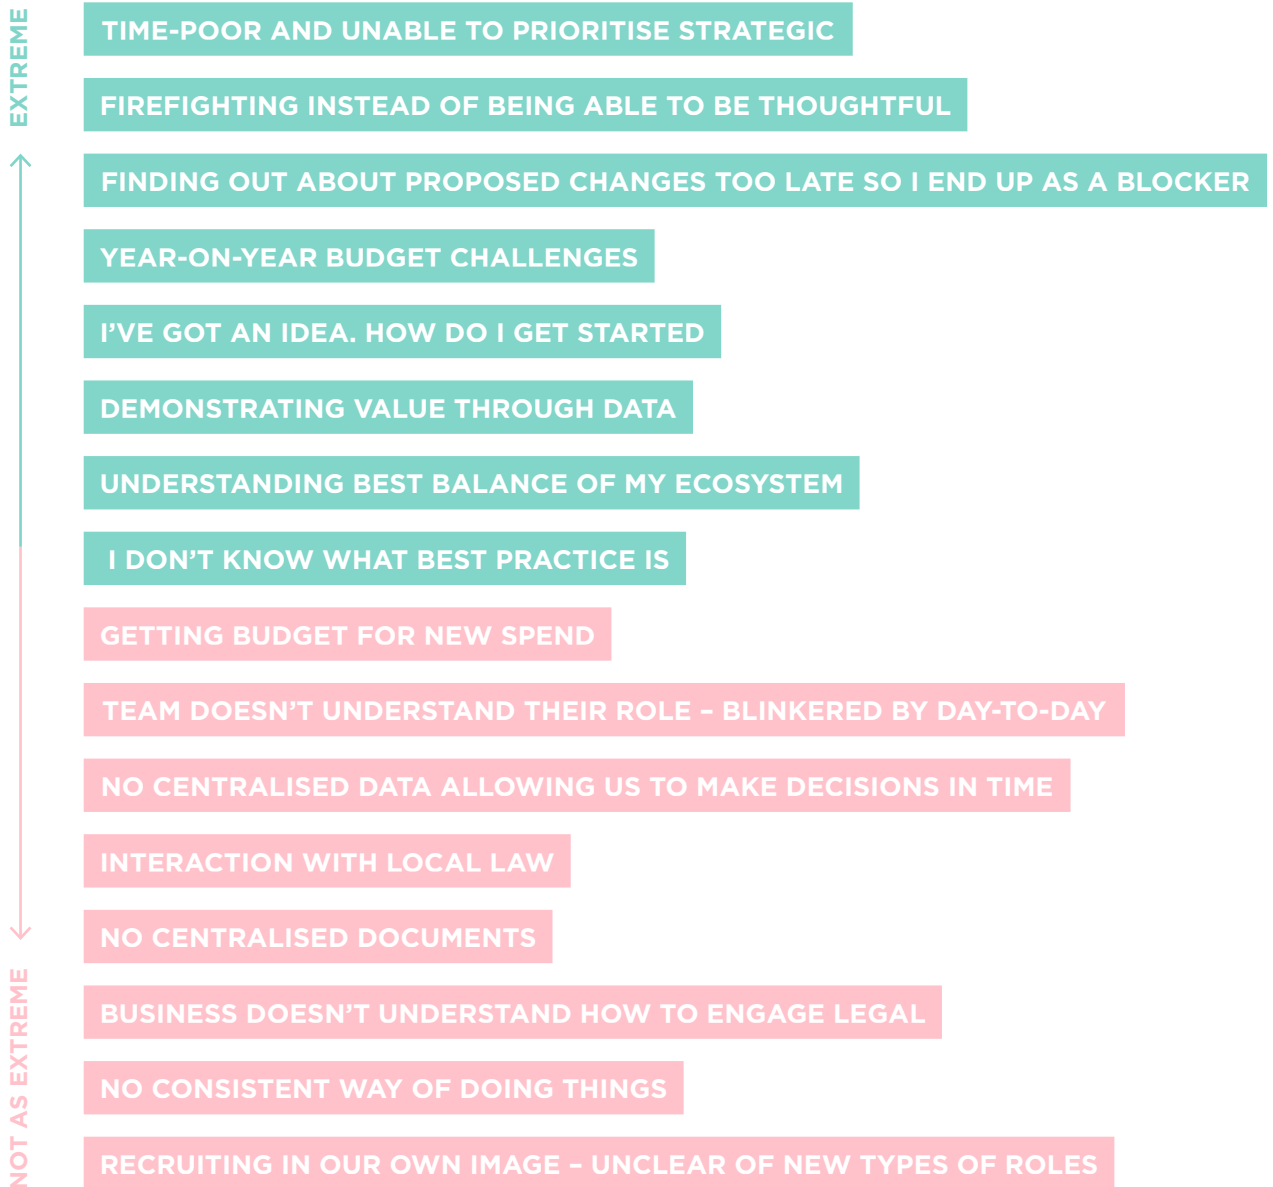 EXTREME
TIME-POOR AND UNABLE TO PRIORITISE STRATEGIC
FIREFIGHTING INSTEAD OF BEING ABLE TO BE THOUGHTFUL
FINDING OUT ABOUT PROPOSED CHANGES TOO LATE SO I END UP AS A BLOCKER
YEAR-ON-YEAR BUDGET CHALLENGES
I’VE GOT AN IDEA. HOW DO I GET STARTED
DEMONSTRATING VALUE THROUGH DATA
UNDERSTANDING BEST BALANCE OF MY ECOSYSTEM
I DON’T KNOW WHAT BEST PRACTICE IS
GETTING BUDGET FOR NEW SPEND
TEAM DOESN’T UNDERSTAND THEIR ROLE – BLINKERED BY DAY-TO-DAY
NO CENTRALISED DATA ALLOWING US TO MAKE DECISIONS IN TIME
INTERACTION WITH LOCAL LAW
NO CENTRALISED DOCUMENTS
BUSINESS DOESN’T UNDERSTAND HOW TO ENGAGE LEGAL
NO CONSISTENT WAY OF DOING THINGS
RECRUITING IN OUR OWN IMAGE – UNCLEAR OF NEW TYPES OF ROLES
NOT AS EXTREME